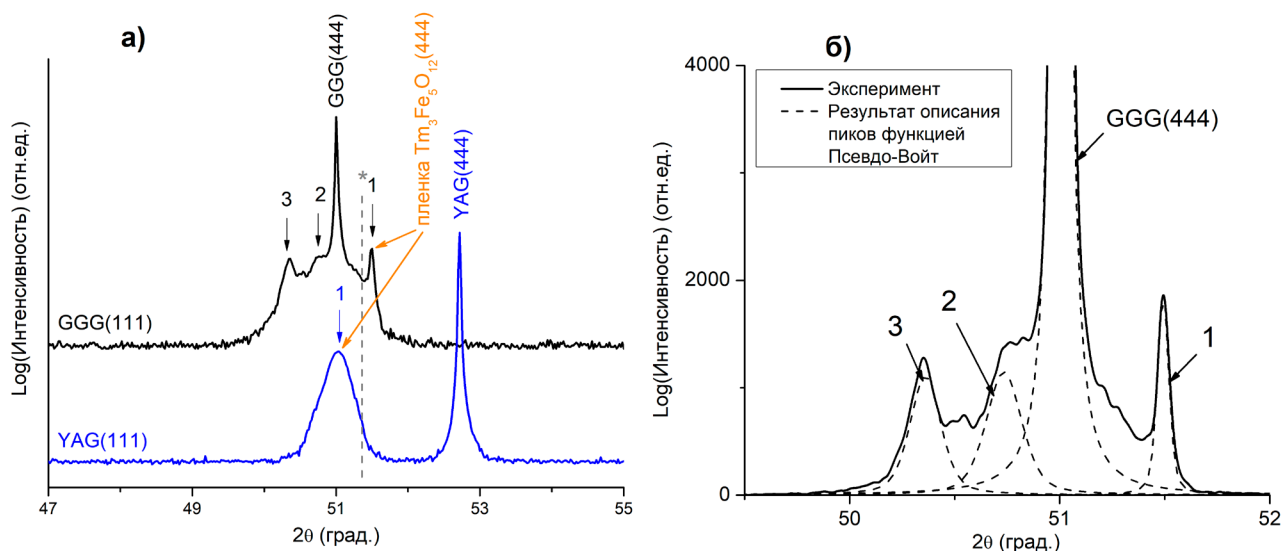 а)
Log(Интенсивность) (отн.ед.)
GGG(444)
пленка Tm3Fe5O12(444)
YAG(444)
3
2
*
1
1
GGG(111)
YAG(111)
47
49
51
53
55
2θ (град.)
б)
Log(Интенсивность) (отн.ед.)
4000
2000
0
Эксперимент
Результат описания
пиков функцией
Псевдо-Войт
GGG(444)
3
2
1
50
51
52
2θ (град.)